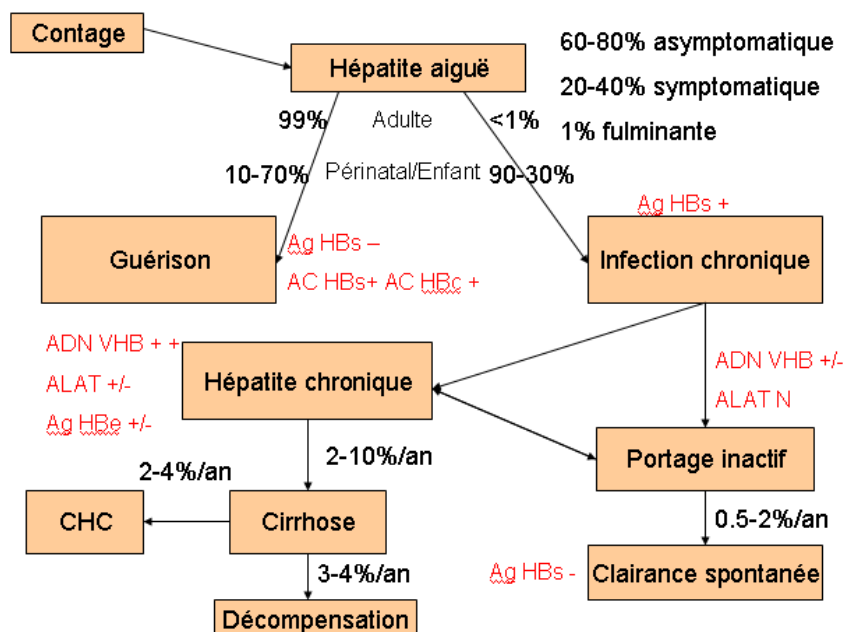 Contage
Hépatite aiguë
60-80% asymptomatique
20-40% symptomatique
1% fulminante
99%
Adulte
<1%
10-70%
Périnatal/Enfant
90-30%
Guérison
Ag HBs –
AC HBs+ AC HBc +
Ag HBs +
Infection chronique
ADN VHB + +
ALAT +/-
Ag HBe +/-
Hépatite chronique
ADN VHB +/-
ALAT N
2-10%/an
Portage inactif
2-4%/an
CHC
Cirrhose
0.5-2%/an
3-4%/an
Ag HBs -
Clairance spontanée
Décompensation